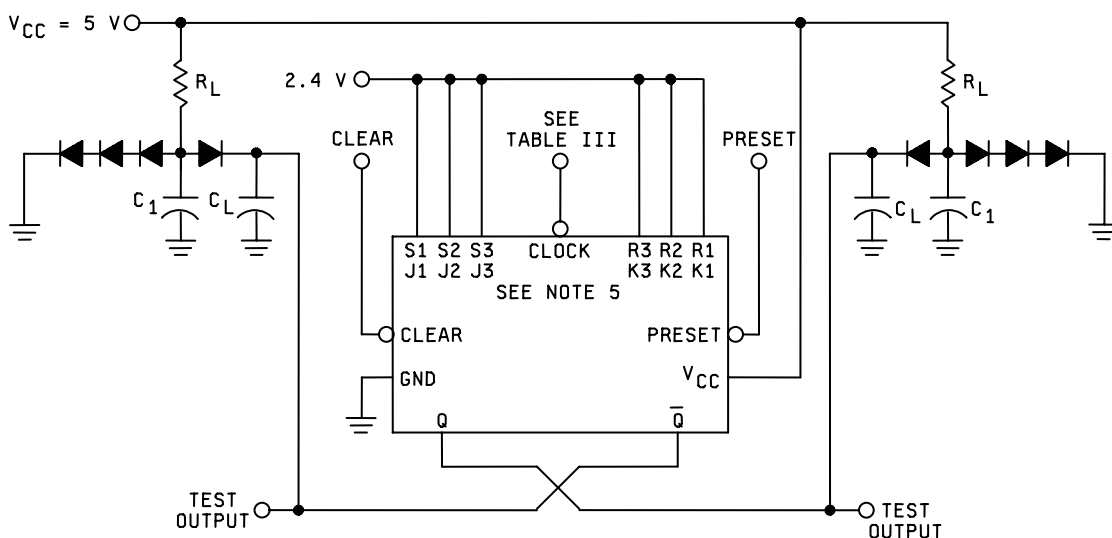 V_CC = 5 V
R_L
2.4 V
R_L
SEE
TABLE III
CLEAR
PRESET
C_1
C_L
C_L
C_1
S1 S2 S3 CLOCK R3 R2 R1
J1 J2 J3 K3 K2 K1
SEE NOTE 5
CLEAR
PRESET
GND
V_CC
Q
Q̅
TEST
OUTPUT
TEST
OUTPUT